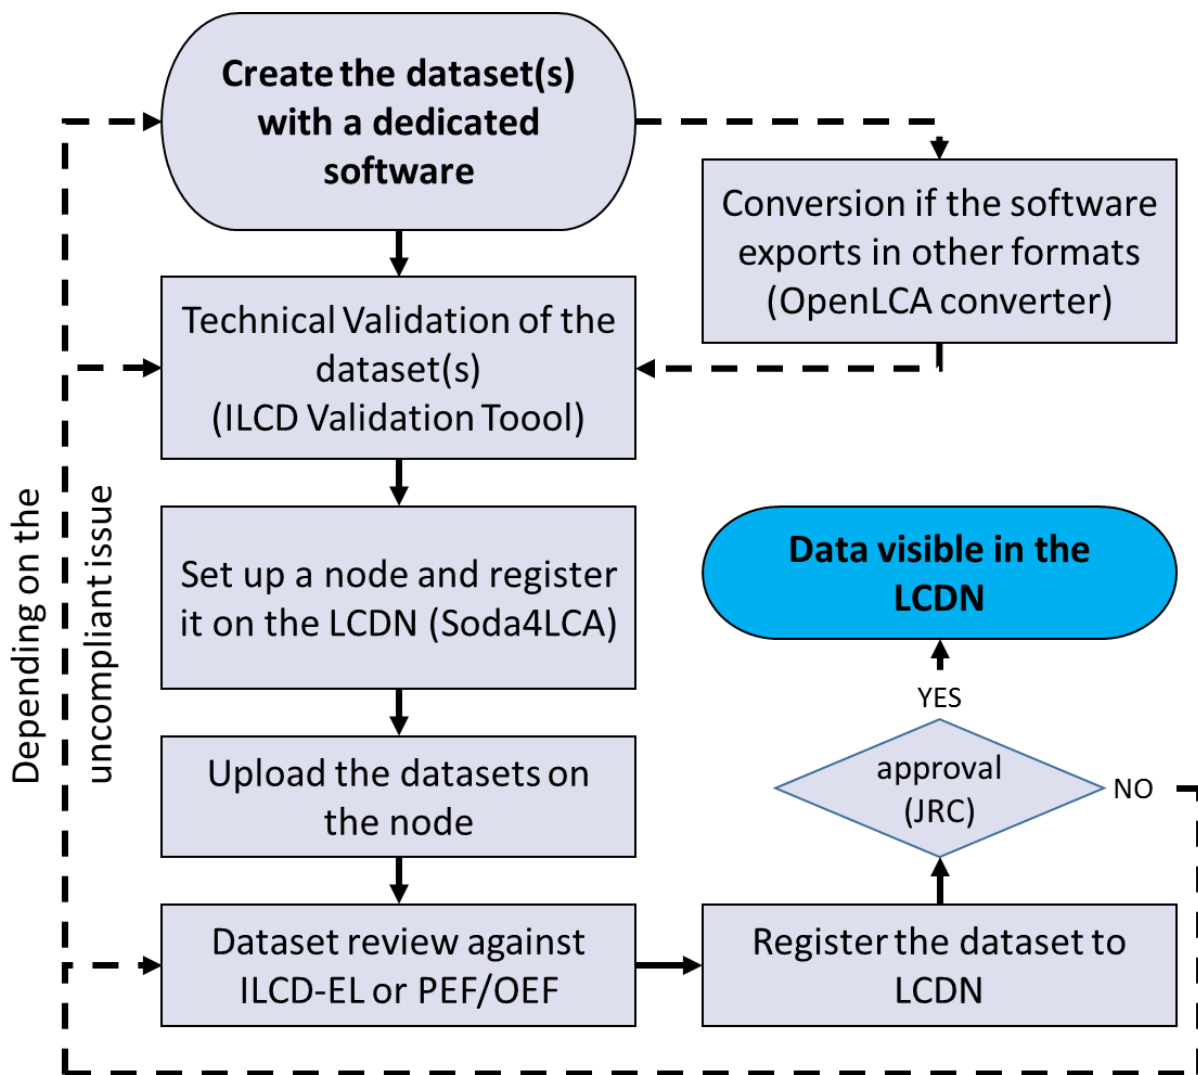 Create the dataset(s)
with a dedicated
software
Conversion if the software
exports in other formats
(OpenLCA converter)
Technical Validation of the
dataset(s)
(ILCD Validation Toool)
Depending on the
uncompliant issue
Set up a node and register
it on the LCDN (Soda4LCA)
Data visible in the
LCDN
YES
Upload the datasets on
the node
approval
(JRC)
NO
Dataset review against
ILCD-EL or PEF/OEF
Register the dataset to
LCDN